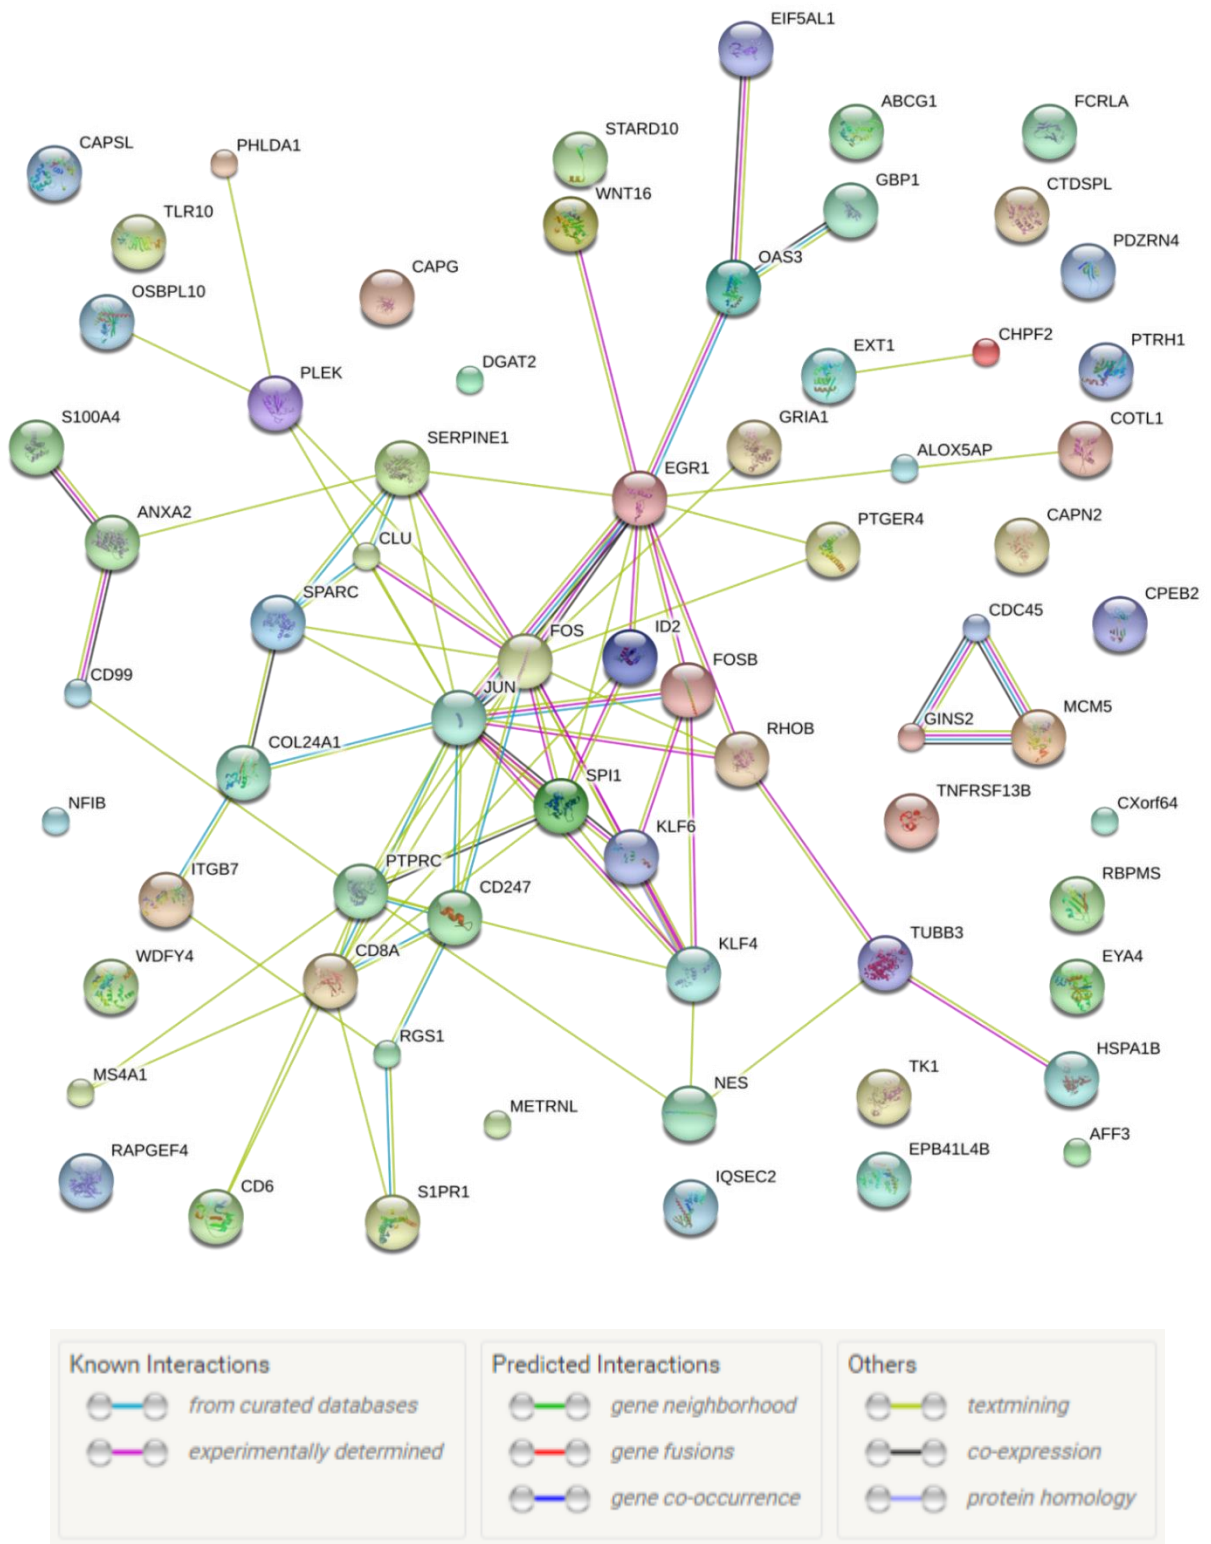 EIF5AL1
ABCG1
FCRLA
STARD10
CAPSL
PHLDA1
GBP1
CTDSPL
WNT16
TLR10
PDZRN4
OAS3
CAPG
OSBPL10
CHPF2
PTRH1
EXT1
DGAT2
PLEK
S100A4
GRIA1
COTL1
SERPINE1
ALOX5AP
EGR1
ANXA2
PTGER4
CAPN2
CLU
SPARC
CPEB2
CDC45
ID2
FOS
FOSB
CD99
JUN
MCM5
GINS2
RHOB
COL24A1
SPI1
TNFRSF13B
NFIB
CXorf64
KLF6
PTPRC
ITGB7
RBPMS
CD247
TUBB3
KLF4
CD8A
WDFY4
EYA4
RGS1
HSPA1B
TK1
MS4A1
NES
METRNL
AFF3
RAPGEF4
EPB41L4B
CD6
S1PR1
IQSEC2
Known Interactions
from curated databases
experimentally determined
Predicted Interactions
gene neighborhood
gene fusions
gene co-occurrence
Others
textmining
co-expression
protein homology